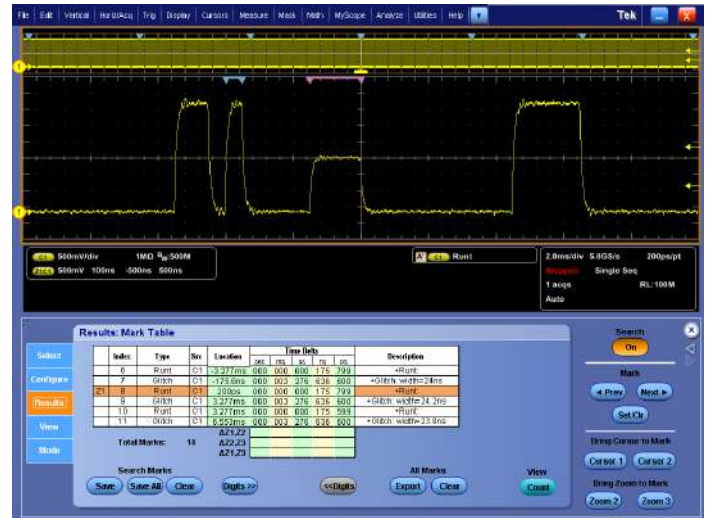 File Edit Vertical Horiz/Acq Trig Display Cursors Measure Mask Math MyScope Analyze Utilities Help Tek
1
1
C1 500mV/div 1MΩ BW:500M
Z1C1 500mV 100ns -500ns 500ns
A' C1 Runt
2.0ms/div 5.0GS/s 200ps/pt
Stopped Single Seq
1 acqs RL:100M
Auto
Results: Mark Table
Select
Configure
Results
View
Mode
Index Type Src Location Time Delta Description
sec ms us ns ps
6 Runt C1 -3.277ms 000 000 000 175 799 +Runt:
7 Glitch C1 -175.6ns 000 003 276 636 600 +Glitch: width=24ns
Z1 8 Runt C1 200ps 000 000 000 175 799 +Runt:
9 Glitch C1 3.277ms 000 003 276 636 600 +Glitch: width=24.2ns
10 Runt C1 3.277ms 000 000 000 175 599 +Runt:
11 Glitch C1 6.553ms 000 003 276 636 600 +Glitch: width=23.8ns
ΔZ1,Z2
Total Marks: 14 ΔZ2,Z3
ΔZ1,Z3
Search Marks
Save Save All Clear
Digits >>
<<Digits
All Marks
Export Clear
View
Count
Search
On
Mark
Prev Next
Set/Clr
Bring Cursor to Mark
Cursor 1 Cursor 2
Bring Zoom to Mark
Zoom 2 Zoom 3